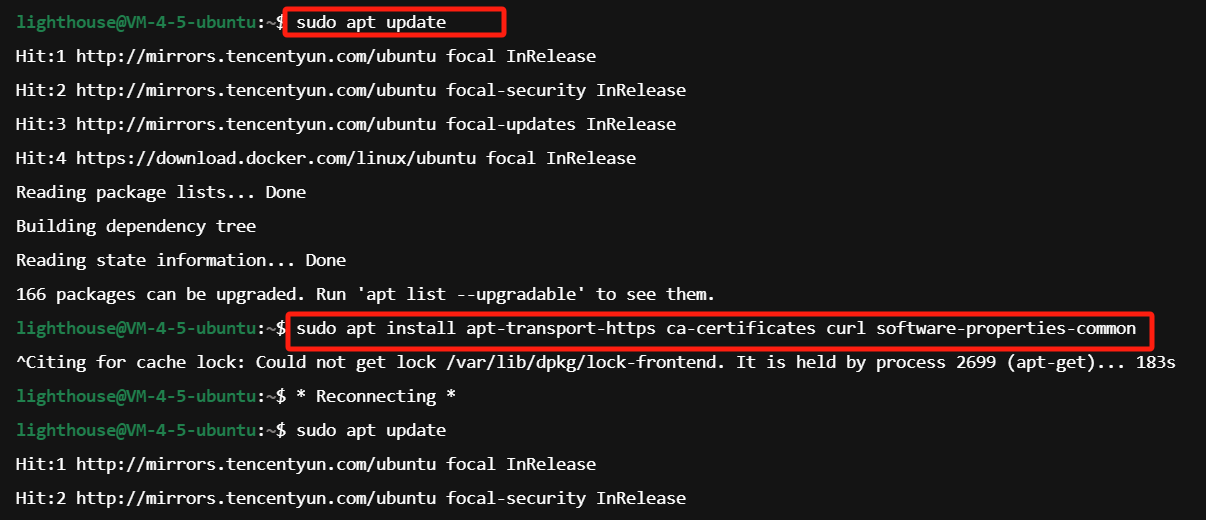 lighthouse@VM-4-5-ubuntu:~$ sudo apt update
Hit:1 http://mirrors.tencentyun.com/ubuntu focal InRelease
Hit:2 http://mirrors.tencentyun.com/ubuntu focal-security InRelease
Hit:3 http://mirrors.tencentyun.com/ubuntu focal-updates InRelease
Hit:4 https://download.docker.com/linux/ubuntu focal InRelease
Reading package lists... Done
Building dependency tree
Reading state information... Done
166 packages can be upgraded. Run 'apt list --upgradable' to see them.
lighthouse@VM-4-5-ubuntu:~$ sudo apt install apt-transport-https ca-certificates curl software-properties-common
^Citing for cache lock: Could not get lock /var/lib/dpkg/lock-frontend. It is held by process 2699 (apt-get)... 183s
lighthouse@VM-4-5-ubuntu:~$ * Reconnecting *
lighthouse@VM-4-5-ubuntu:~$ sudo apt update
Hit:1 http://mirrors.tencentyun.com/ubuntu focal InRelease
Hit:2 http://mirrors.tencentyun.com/ubuntu focal-security InRelease